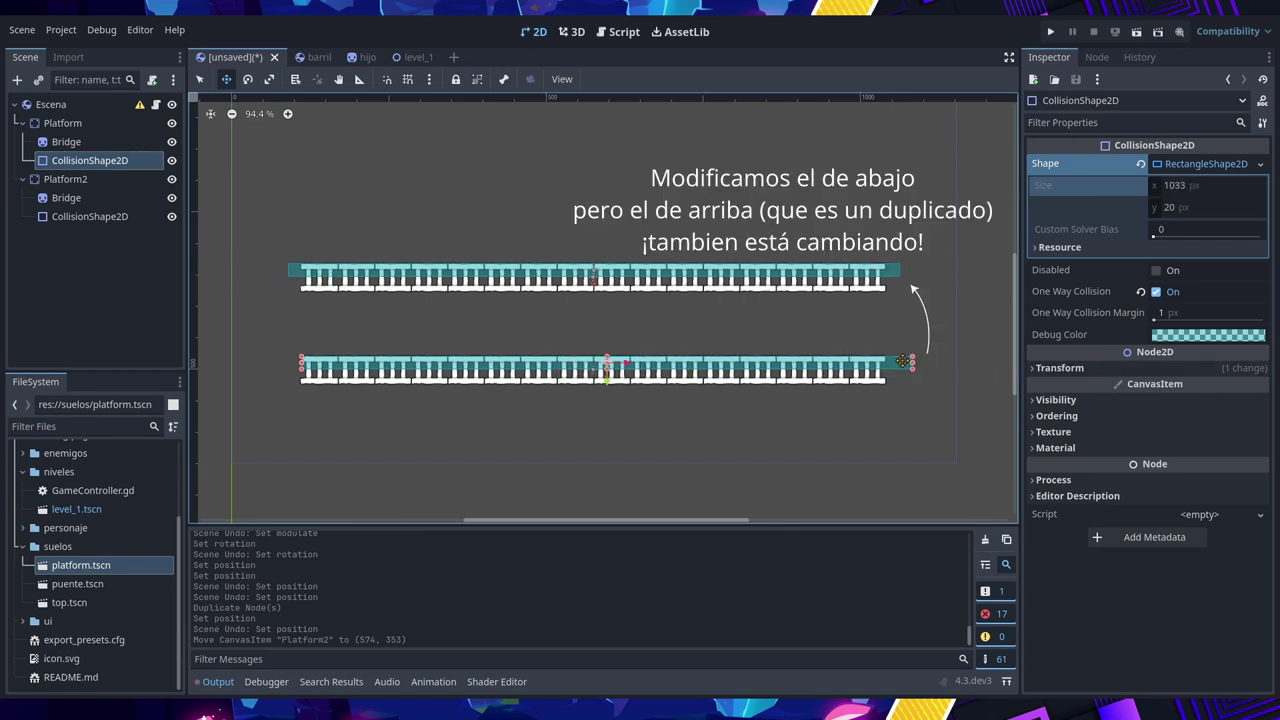 Scene
Project
Debug
Editor
Help
2D
3D
Script
AssetLib
Compatibility
Scene
Import
[unsaved](*)
barril
hijo
level_1
Inspector
Node
History
Filter: name, t:t
View
CollisionShape2D
Filter Properties
Escena
Platform
Bridge
CollisionShape2D
Platform2
Bridge
CollisionShape2D
0
500
1000
94.4 %
Modificamos el de abajo
pero el de arriba (que es un duplicado)
¡tambien está cambiando!
CollisionShape2D
Shape
RectangleShape2D
Size
x 1033 px
y 20 px
Custom Solver Bias
0
Resource
Disabled
On
One Way Collision
On
One Way Collision Margin
1 px
Debug Color
Node2D
Transform
(1 change)
CanvasItem
Visibility
Ordering
Texture
Material
Node
Process
Editor Description
Script
<empty>
Add Metadata
FileSystem
res://suelos/platform.tscn
Filter Files
enemigos
niveles
GameController.gd
level_1.tscn
personaje
suelos
platform.tscn
puente.tscn
top.tscn
ui
export_presets.cfg
icon.svg
README.md
Scene Undo: Set modulate
Set rotation
Scene Undo: Set rotation
Set position
Set position
Scene Undo: Set position
Scene Undo: Set position
Duplicate Node(s)
Set position
Scene Undo: Set position
Move CanvasItem "Platform2" to (574, 353)
1
17
0
61
Filter Messages
Output
Debugger
Search Results
Audio
Animation
Shader Editor
4.3.dev3